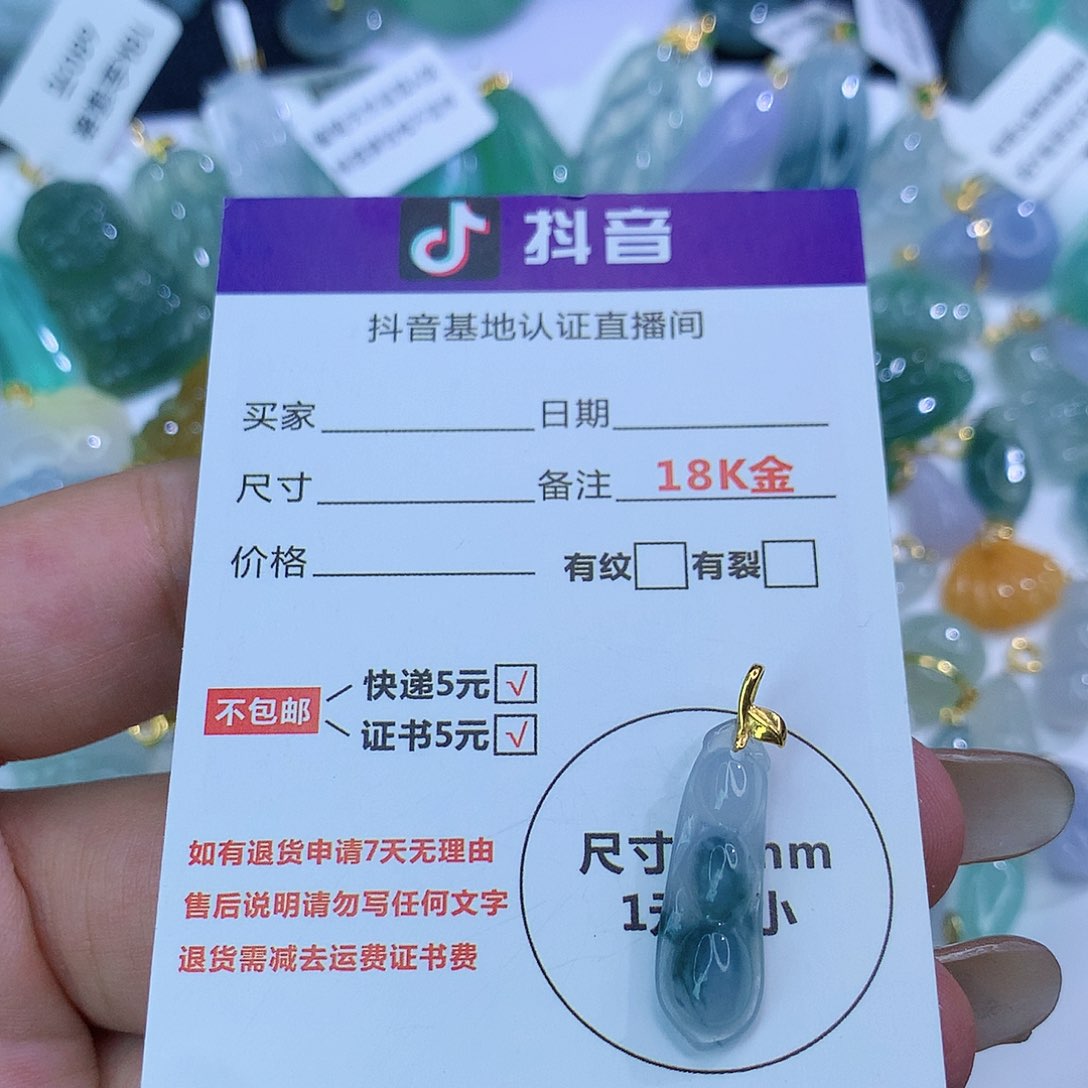 抖音
抖音基地认证直播间
买家 日期
尺寸 备注 18K金
价格 有纹 有裂
不包邮
快递5元 √
证书5元 √
如有退货申请7天无理由
售后说明请勿写任何文字
退货需减去运费证书费
尺寸 mm
1 小